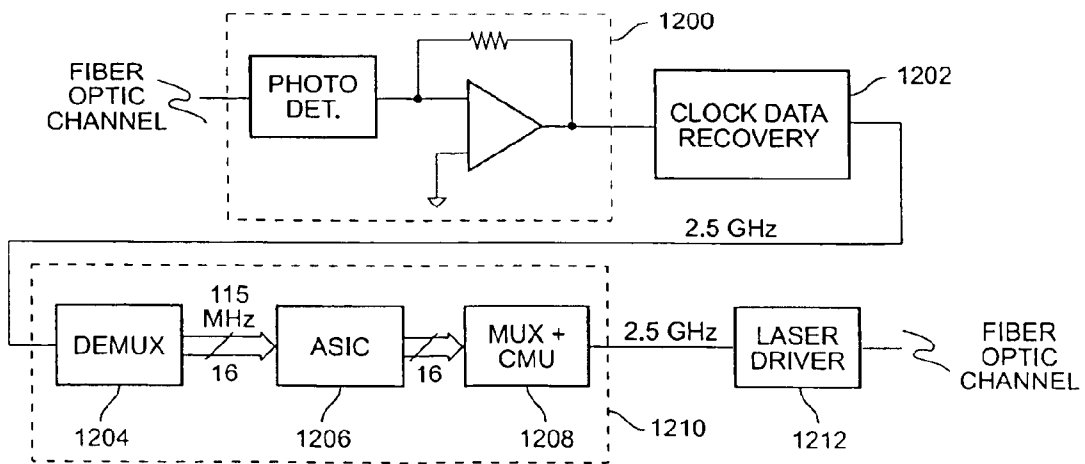 1200
FIBER
OPTIC
CHANNEL
PHOTO
DET.
1202
CLOCK DATA
RECOVERY
2.5 GHz
DEMUX
115
MHz
16
ASIC
16
MUX +
CMU
2.5 GHz
LASER
DRIVER
FIBER
OPTIC
CHANNEL
1204
1206
1208
1210
1212